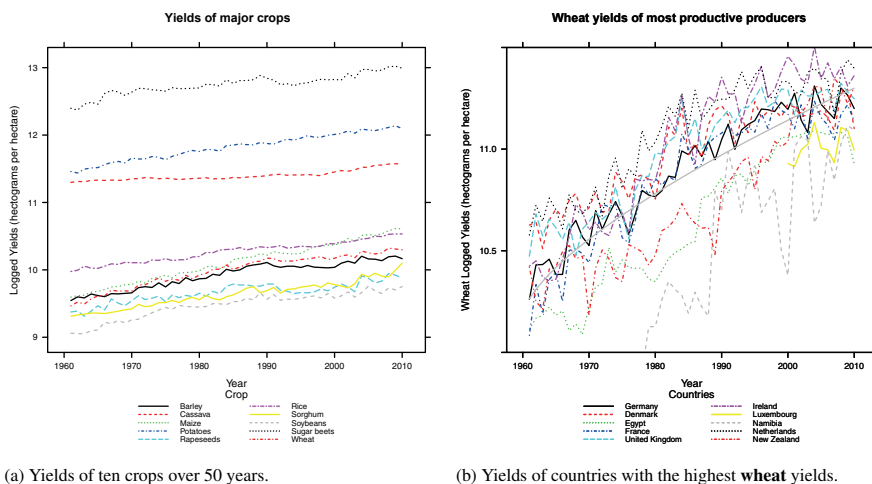 Yields of major crops
Logged Yields (hectograms per hectare)
13
12
11
10
9
1960 1970 1980 1990 2000 2010
Year
Crop
Barley Rice
Cassava Sorghum
Maize Soybeans
Potatoes Sugar beets
Rapeseeds Wheat
(a) Yields of ten crops over 50 years.
Wheat yields of most productive producers
Wheat Logged Yields (hectograms per hectare)
11.0
10.5
1960 1970 1980 1990 2000 2010
Year
Countries
Germany Ireland
Denmark Luxembourg
Egypt Namibia
France Netherlands
United Kingdom New Zealand
(b) Yields of countries with the highest wheat yields.